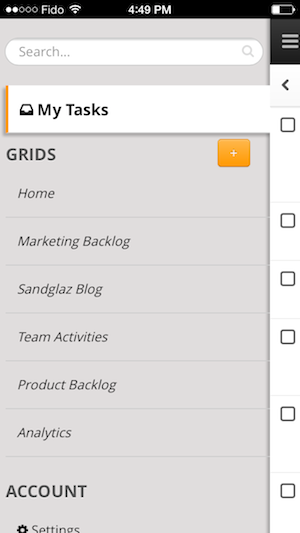 Fido 4:49 PM
Search...
My Tasks
GRIDS
+
Home
Marketing Backlog
Sandglaz Blog
Team Activities
Product Backlog
Analytics
ACCOUNT
Settings